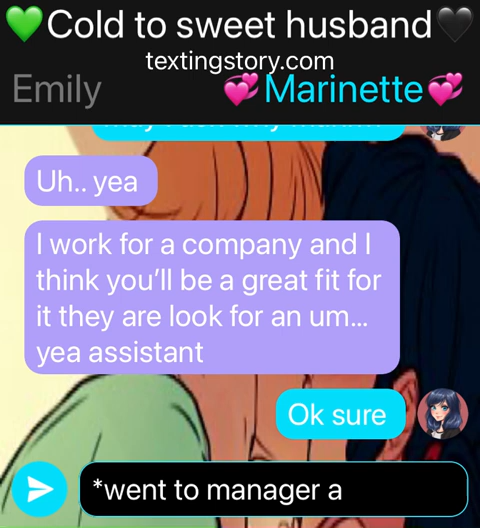 💚Cold to sweet husband🖤
textingstory.com
Emily 💞Marinette💞
Uh.. yea
I work for a company and I
think you’ll be a great fit for
it they are look for an um...
yea assistant
Ok sure
*went to manager a